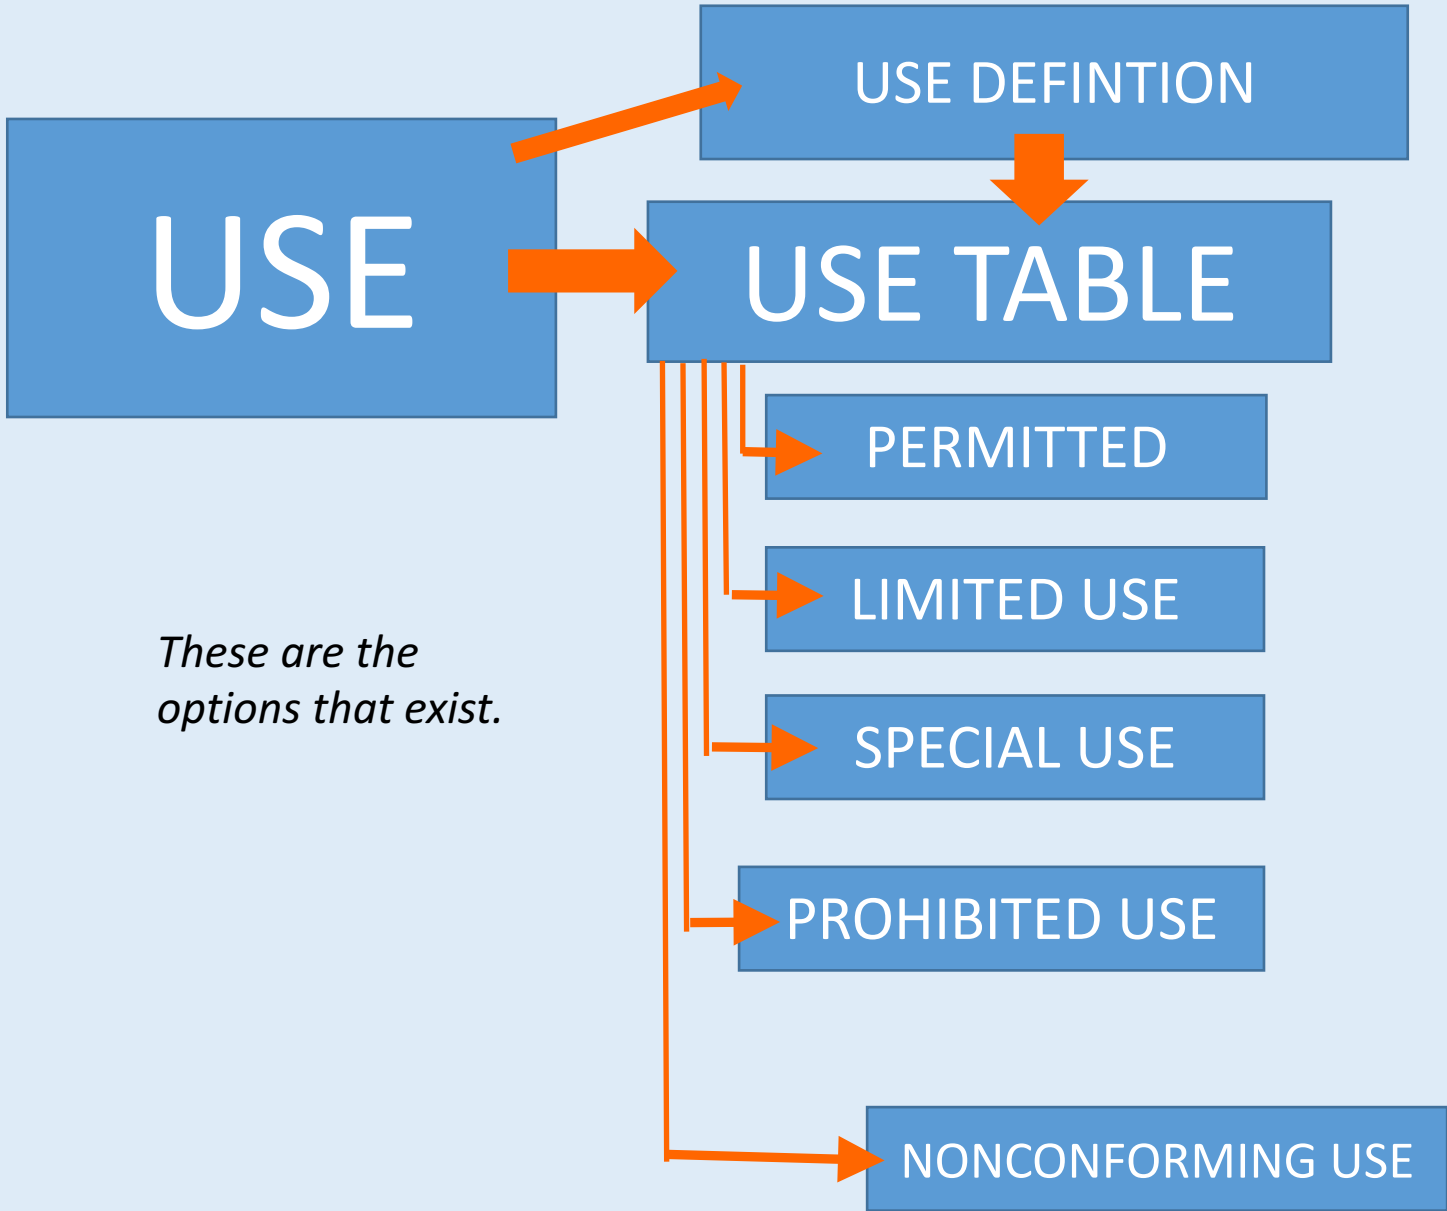 USE DEFINTION
USE
USE TABLE
PERMITTED
LIMITED USE
These are the
options that exist.
SPECIAL USE
PROHIBITED USE
NONCONFORMING USE